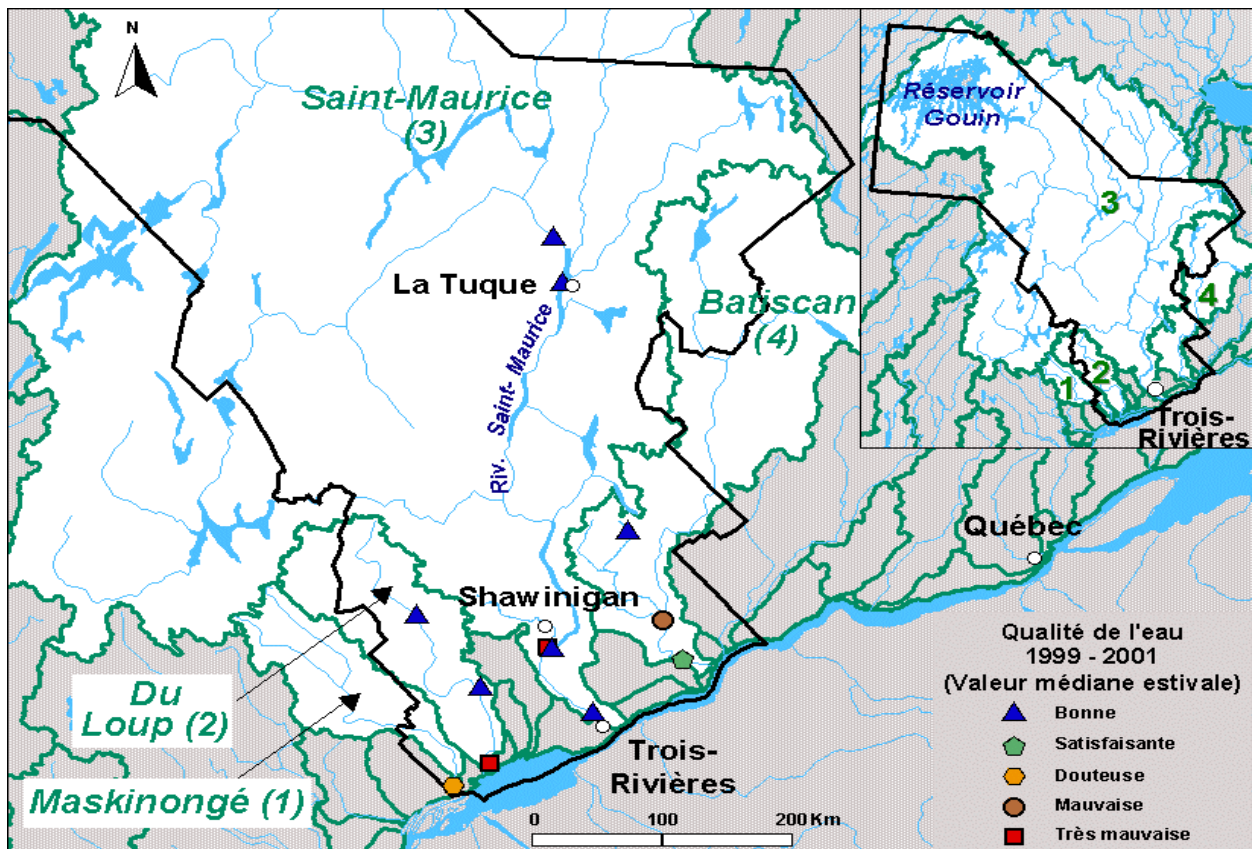 N
Saint-Maurice
(3)
La Tuque
Riv. Saint- Maurice
Batiscan
(4)
Shawinigan
Québec
Du
Loup (2)
Maskinongé (1)
Trois-
Rivières
0 100 200 Km
Réservoir
Gouin
3
4
1
2
Trois-
Rivières
Qualité de l'eau
1999 - 2001
(Valeur médiane estivale)
Bonne
Satisfaisante
Douteuse
Mauvaise
Très mauvaise